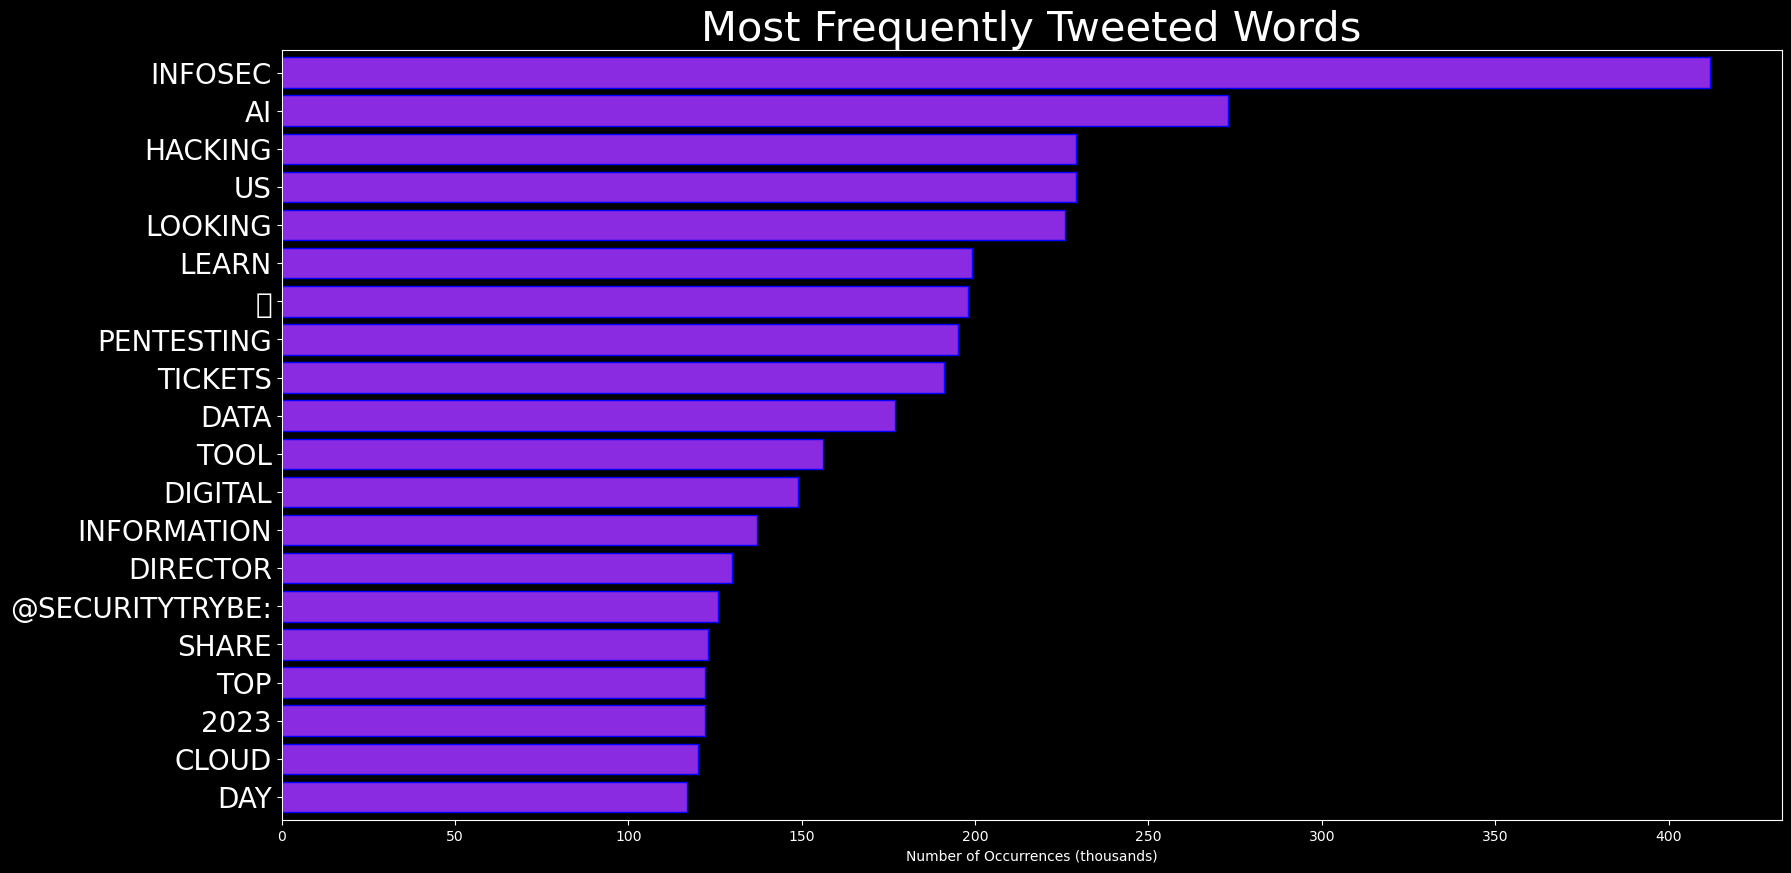 Most Frequently Tweeted Words
INFOSEC
AI
HACKING
US
LOOKING
LEARN
PENTESTING
TICKETS
DATA
TOOL
DIGITAL
INFORMATION
DIRECTOR
@SECURITYTRYBE:
SHARE
TOP
2023
CLOUD
DAY
0 50 100 150 200 250 300 350 400
Number of Occurrences (thousands)